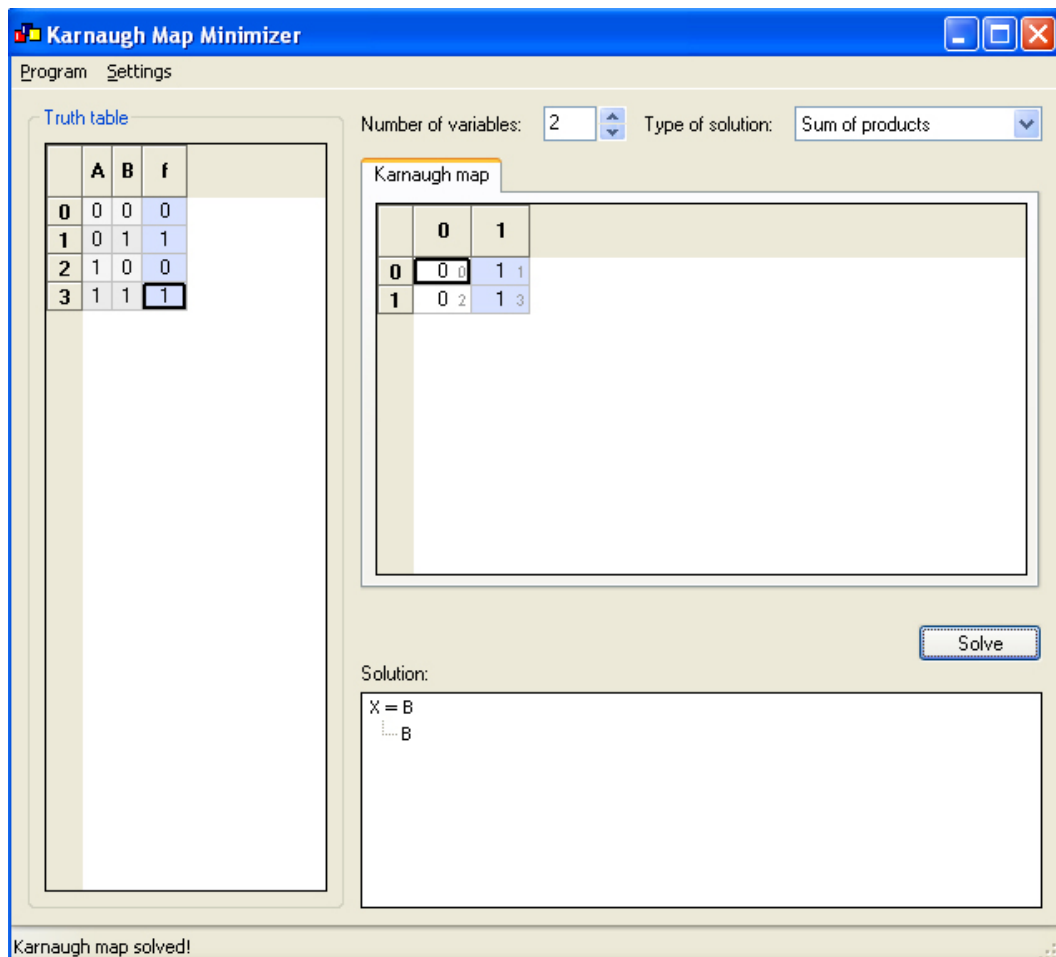 Karnaugh Map Minimizer
Program Settings
Truth table
A B f
0 0 0 0
1 0 1 1
2 1 0 0
3 1 1 1
Number of variables: 2 Type of solution: Sum of products
Karnaugh map
0 1
0 0 0 1 1
1 0 2 1 3
Solve
Solution:
X = B
B
Karnaugh map solved!